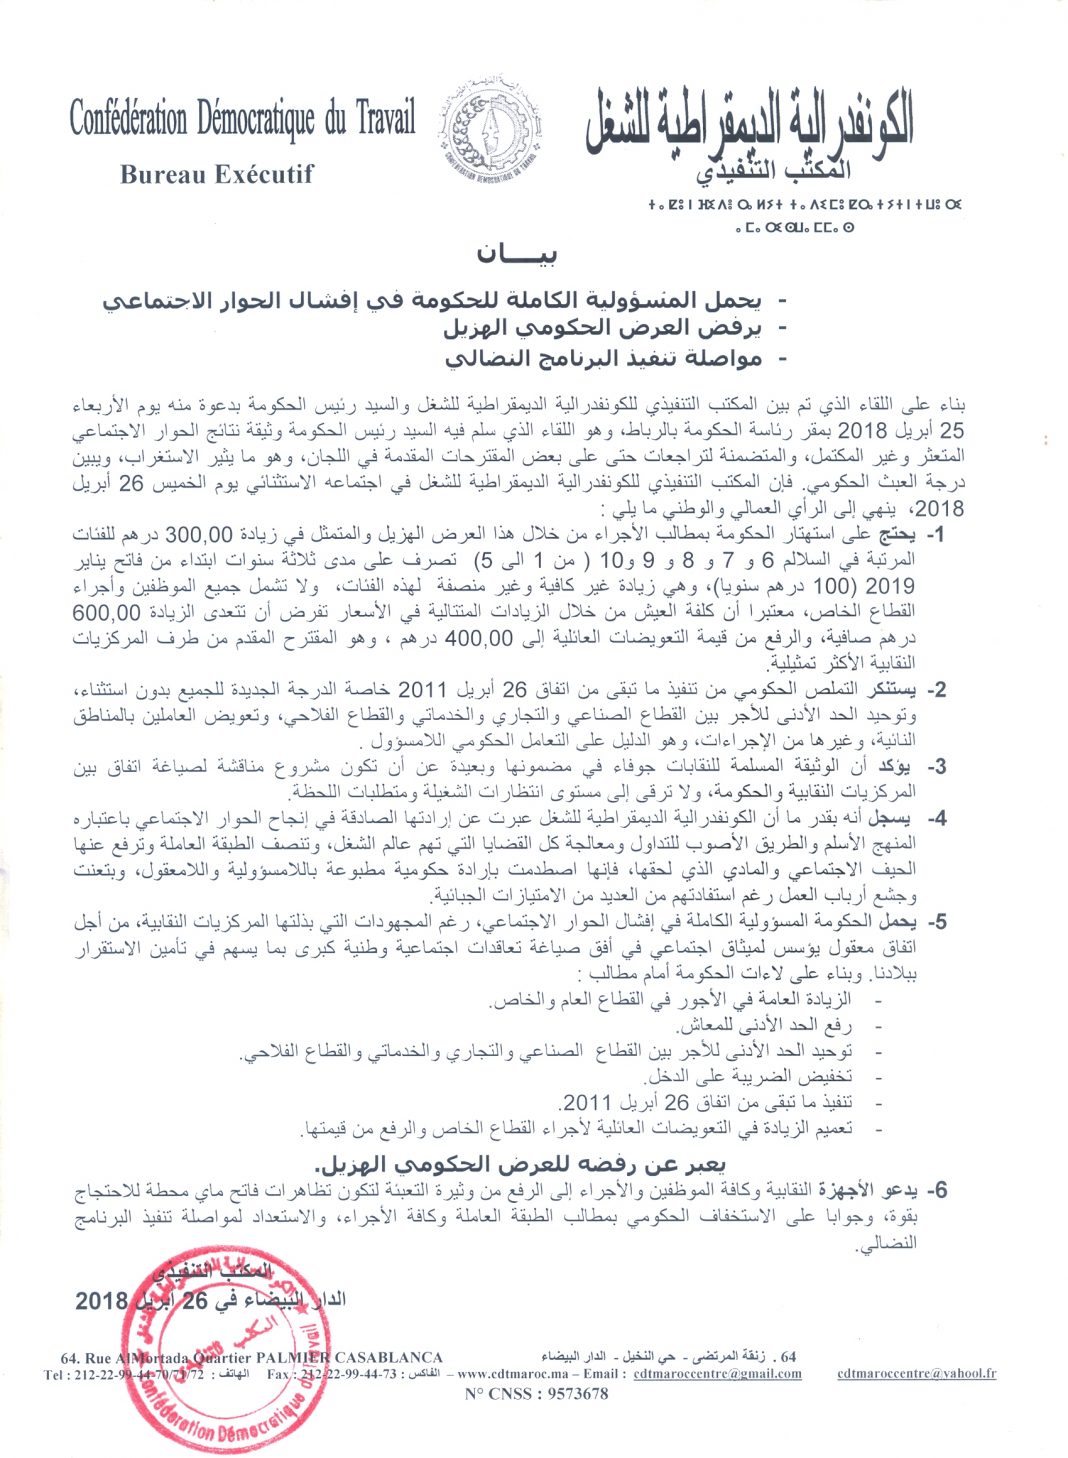 Confédération Démocratique du Travail
Bureau Exécutif
الكونفدرالية الديمقراطية للشغل
المكتب التنفيذي
بيـــــان
- يحمل المسؤولية الكاملة للحكومة في إفشال الحوار الاجتماعي
- يرفض العرض الحكومي الهزيل
- مواصلة تنفيذ البرنامج النضالي
بناء على اللقاء الذي تم بين المكتب التنفيذي للكونفدرالية الديمقراطية للشغل والسيد رئيس الحكومة بدعوة منه يوم الأربعاء
25 أبريل 2018 بمقر رئاسة الحكومة بالرباط، وهو اللقاء الذي سلم فيه السيد رئيس الحكومة وثيقة نتائج الحوار الاجتماعي
المتعثر وغير المكتمل، والمتضمنة لتراجعات حتى على بعض المقترحات المقدمة في اللجان، وهو ما يثير الاستغراب، ويبين
درجة العبث الحكومي. فإن المكتب التنفيذي للكونفدرالية الديمقراطية للشغل في اجتماعه الاستثنائي يوم الخميس 26 أبريل
2018، ينهي إلى الرأي العمالي والوطني ما يلي :
1- يحتج على استهتار الحكومة بمطالب الأجراء من خلال هذا العرض الهزيل والمتمثل في زيادة 300,00 درهم للفئات
المرتبة في السلالم 6 و 7 و 8 و 9 و10 ( من 1 الى 5) تصرف على مدى ثلاثة سنوات ابتداء من فاتح يناير
2019 (100 درهم سنويا)، وهي زيادة غير كافية وغير منصفة لهذه الفئات، ولا تشمل جميع الموظفين وأجراء
القطاع الخاص، معتبرا أن كلفة العيش من خلال الزيادات المتتالية في الأسعار تفرض أن تتعدى الزيادة 600,00
درهم صافية، والرفع من قيمة التعويضات العائلية إلى 400,00 درهم ، وهو المقترح المقدم من طرف المركزيات
النقابية الأكثر تمثيلية.
2- يستنكر التملص الحكومي من تنفيذ ما تبقى من اتفاق 26 أبريل 2011 خاصة الدرجة الجديدة للجميع بدون استثناء،
وتوحيد الحد الأدنى للأجر بين القطاع الصناعي والتجاري والخدماتي والقطاع الفلاحي، وتعويض العاملين بالمناطق
النائية، وغيرها من الإجراءات، وهو الدليل على التعامل الحكومي اللامسؤول .
3- يؤكد أن الوثيقة المسلمة للنقابات جوفاء في مضمونها وبعيدة عن أن تكون مشروع مناقشة لصياغة اتفاق بين
المركزيات النقابية والحكومة، ولا ترقى إلى مستوى انتظارات الشغيلة ومتطلبات اللحظة.
4- يسجل أنه بقدر ما أن الكونفدرالية الديمقراطية للشغل عبرت عن إرادتها الصادقة في إنجاح الحوار الاجتماعي باعتباره
المنهج الأسلم والطريق الأصوب للتداول ومعالجة كل القضايا التي تهم عالم الشغل، وتنصف الطبقة العاملة وترفع عنها
الحيف الاجتماعي والمادي الذي لحقها، فإنها اصطدمت بإرادة حكومية مطبوعة باللامسؤولية واللامعقول، وبتعنت
وجشع أرباب العمل رغم استفادتهم من العديد من الامتيازات الجبائية.
5- يحمل الحكومة المسؤولية الكاملة في إفشال الحوار الاجتماعي، رغم المجهودات التي بذلتها المركزيات النقابية، من أجل
اتفاق معقول يؤسس لميثاق اجتماعي في أفق صياغة تعاقدات اجتماعية وطنية كبرى بما يسهم في تأمين الاستقرار
ببلادنا. وبناء على لاءات الحكومة أمام مطالب :
- الزيادة العامة في الأجور في القطاع العام والخاص.
- رفع الحد الأدنى للمعاش.
- توحيد الحد الأدنى للأجر بين القطاع الصناعي والتجاري والخدماتي والقطاع الفلاحي.
- تخفيض الضريبة على الدخل.
- تنفيذ ما تبقى من اتفاق 26 أبريل 2011.
- تعميم الزيادة في التعويضات العائلية لأجراء القطاع الخاص والرفع من قيمتها.
يعبر عن رفضه للعرض الحكومي الهزيل.
6- يدعو الأجهزة النقابية وكافة الموظفين والأجراء إلى الرفع من وثيرة التعبئة لتكون تظاهرات فاتح ماي محطة للاحتجاج
بقوة، وجوابا على الاستخفاف الحكومي بمطالب الطبقة العاملة وكافة الأجراء، والاستعداد لمواصلة تنفيذ البرنامج
النضالي.
المكتب التنفيذي
الدار البيضاء في 26 أبريل 2018
المكتب التنفيذي
Confédération Démocratique du
64. Rue AlMortada Quartier PALMIER CASABLANCA 64 . زنقة المرتضى - حي النخيل - الدار البيضاء
Tel : 212-22-99-44-70/71/72 : الهاتف Fax : 212-22-99-44-73 : الفاكس – www.cdtmaroc.ma – Email : cdtmaroccentre@gmail.com cdtmaroccentre@yahool.fr
N° CNSS : 9573678